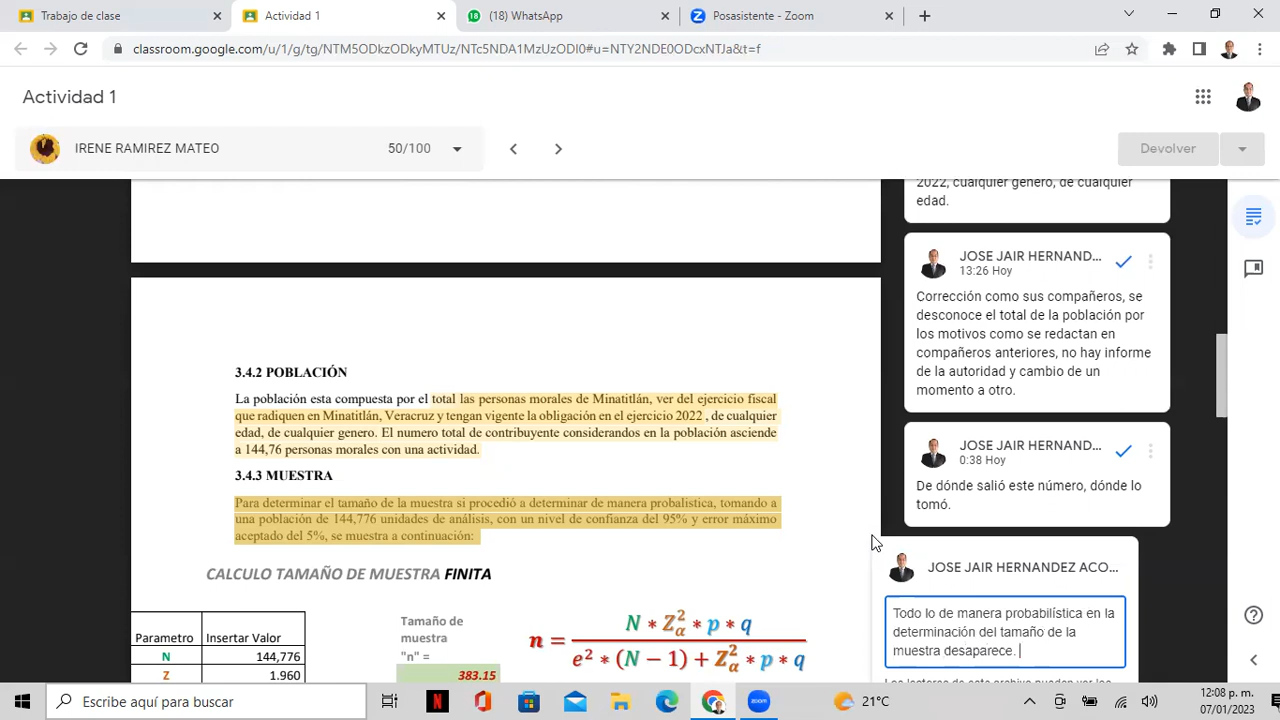 Trabajo de clase
Actividad 1
(18) WhatsApp
Posasistente - Zoom
classroom.google.com/u/1/g/tg/NTM5ODkzODkyMTUz/NTc5NDA1MzUzODI0#u=NTY2NDE0ODcxNTJa&t=f
Actividad 1
IRENE RAMIREZ MATEO
50/100
Devolver
2022, cualquier genero, de cualquier
edad.
JOSE JAIR HERNAND...
13:26 Hoy
Corrección como sus compañeros, se
desconoce el total de la población por
los motivos como se redactan en
compañeros anteriores, no hay informe
de la autoridad y cambio de un
momento a otro.
JOSE JAIR HERNAND...
0:38 Hoy
De dónde salió este número, dónde lo
tomó.
JOSE JAIR HERNANDEZ ACO...
Todo lo de manera probabilística en la
determinación del tamaño de la
muestra desaparece.
3.4.2 POBLACIÓN
La población esta compuesta por el total las personas morales de Minatitlán, ver del ejercicio fiscal
que radiquen en Minatitlán, Veracruz y tengan vigente la obligación en el ejercicio 2022 , de cualquier
edad, de cualquier genero. El numero total de contribuyente considerandos en la población asciende
a 144,76 personas morales con una actividad.
3.4.3 MUESTRA
Para determinar el tamaño de la muestra si procedió a determinar de manera probalistica, tomando a
una población de 144,776 unidades de análisis, con un nivel de confianza del 95% y error máximo
aceptado del 5%, se muestra a continuación:
CALCULO TAMAÑO DE MUESTRA FINITA
Parametro Insertar Valor
N 144,776
Z 1.960
Tamaño de
muestra
"n" =
383.15
n = N * Z²α * p * q / e² * (N − 1) + Z²α * p * q
Escribe aquí para buscar
21°C
12:08 p. m.
07/01/2023